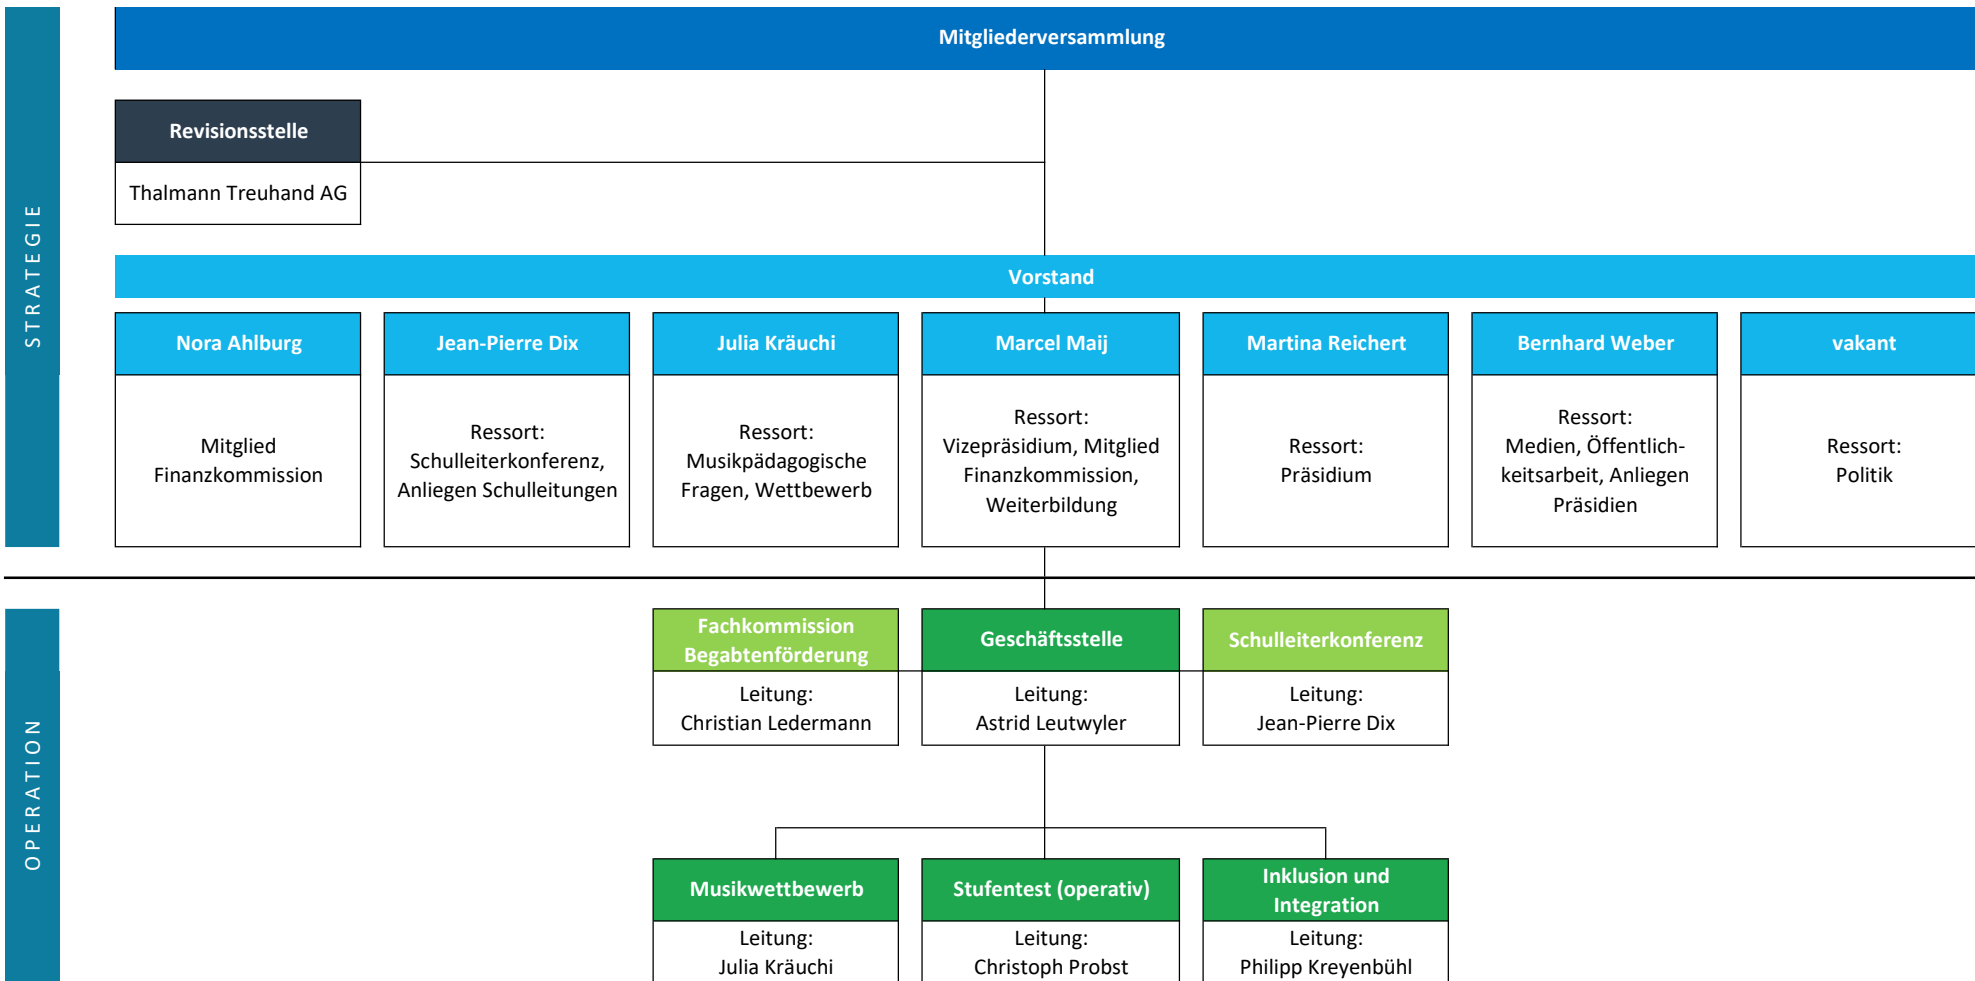 STRATEGIE
Mitgliederversammlung
Revisionsstelle
Thalmann Treuhand AG
Vorstand
Nora Ahlburg
Mitglied
Finanzkommission
Jean-Pierre Dix
Ressort:
Schulleiterkonferenz,
Anliegen Schulleitungen
Julia Kräuchi
Ressort:
Musikpädagogische
Fragen, Wettbewerb
Marcel Maij
Ressort:
Vizepräsidium, Mitglied
Finanzkommission,
Weiterbildung
Martina Reichert
Ressort:
Präsidium
Bernhard Weber
Ressort:
Medien, Öffentlich-
keitsarbeit, Anliegen
Präsidien
vakant
Ressort:
Politik
OPERATION
Fachkommission
Begabtenförderung
Leitung:
Christian Ledermann
Geschäftsstelle
Leitung:
Astrid Leutwyler
Schulleiterkonferenz
Leitung:
Jean-Pierre Dix
Musikwettbewerb
Leitung:
Julia Kräuchi
Stufentest (operativ)
Leitung:
Christoph Probst
Inklusion und
Integration
Leitung:
Philipp Kreyenbühl